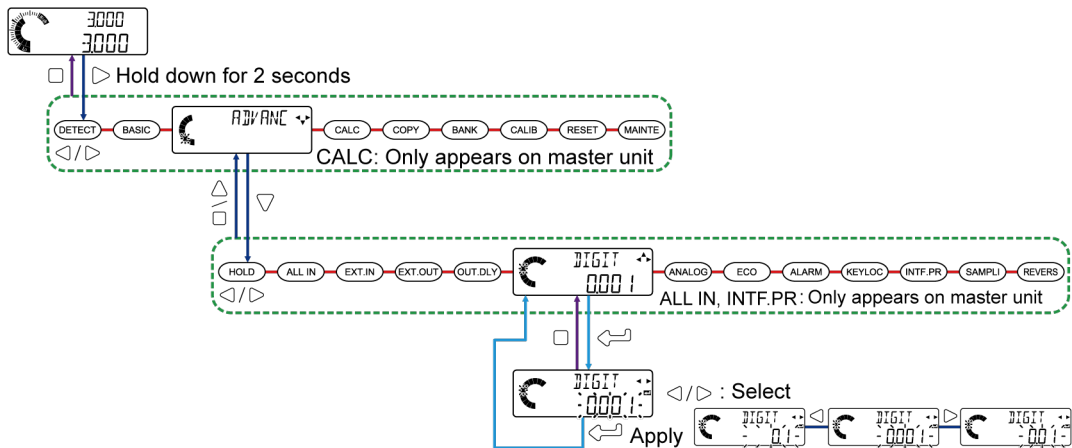 3.000
-3.000
Hold down for 2 seconds
DETECT BASIC ADVANC CALC COPY BANK CALIB RESET MAINTE
/
CALC: Only appears on master unit
/
HOLD ALL IN EXT.IN EXT.OUT OUT.DLY DIGIT ANALOG ECO ALARM KEYLOC INTF.PR SAMPLI REVERS
0.001
/
ALL IN, INTF.PR : Only appears on master unit
DIGIT
0.001
/ : Select
Apply
DIGIT DIGIT DIGIT
0.1 0.001 0.01